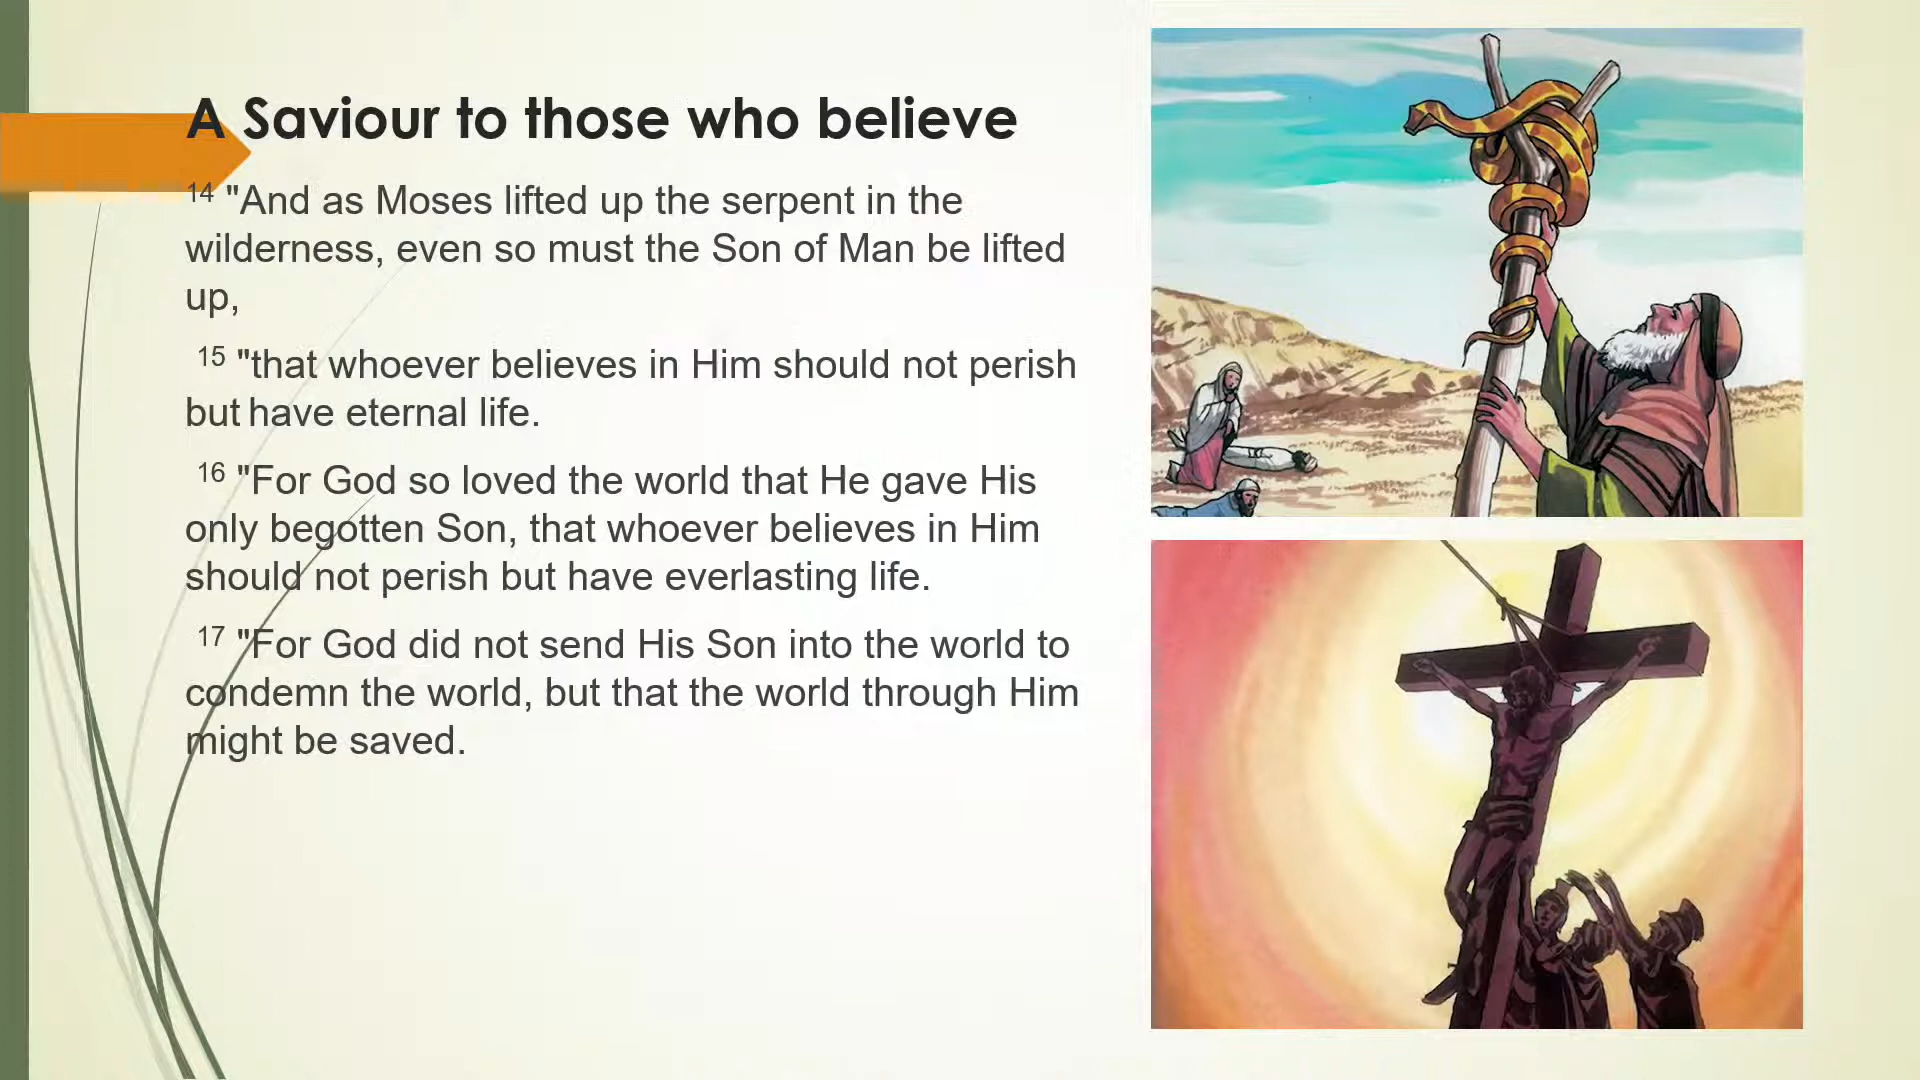 A Saviour to those who believe
14 "And as Moses lifted up the serpent in the
wilderness, even so must the Son of Man be lifted
up,
15 "that whoever believes in Him should not perish
but have eternal life.
16 "For God so loved the world that He gave His
only begotten Son, that whoever believes in Him
should not perish but have everlasting life.
17 "For God did not send His Son into the world to
condemn the world, but that the world through Him
might be saved.